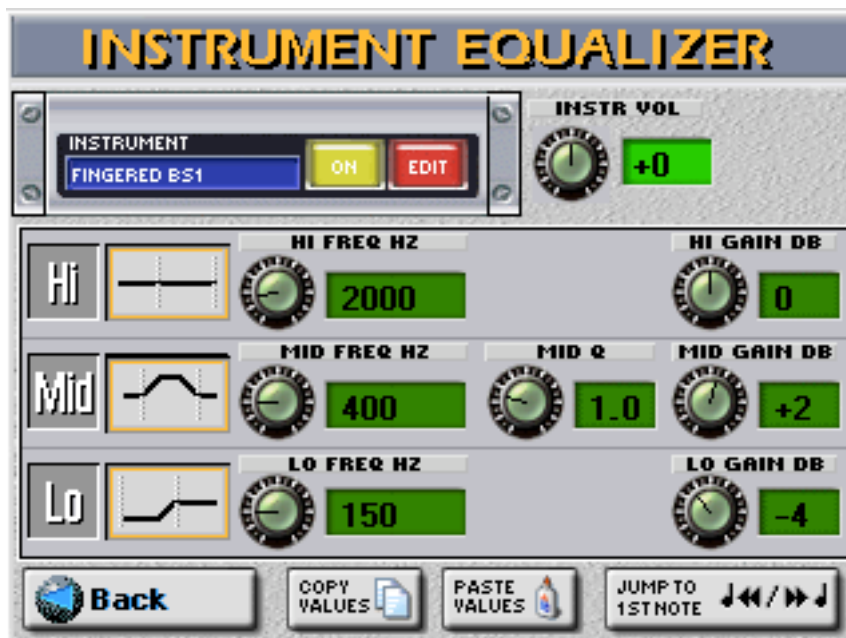 INSTRUMENT EQUALIZER
INSTRUMENT
FINGERED BS1
ON
EDIT
INSTR VOL
+0
Hi
HI FREQ HZ
2000
HI GAIN DB
0
Mid
MID FREQ HZ
400
MID Q
1.0
MID GAIN DB
+2
Lo
LO FREQ HZ
150
LO GAIN DB
-4
Back
COPY
VALUES
PASTE
VALUES
JUMP TO
1ST NOTE